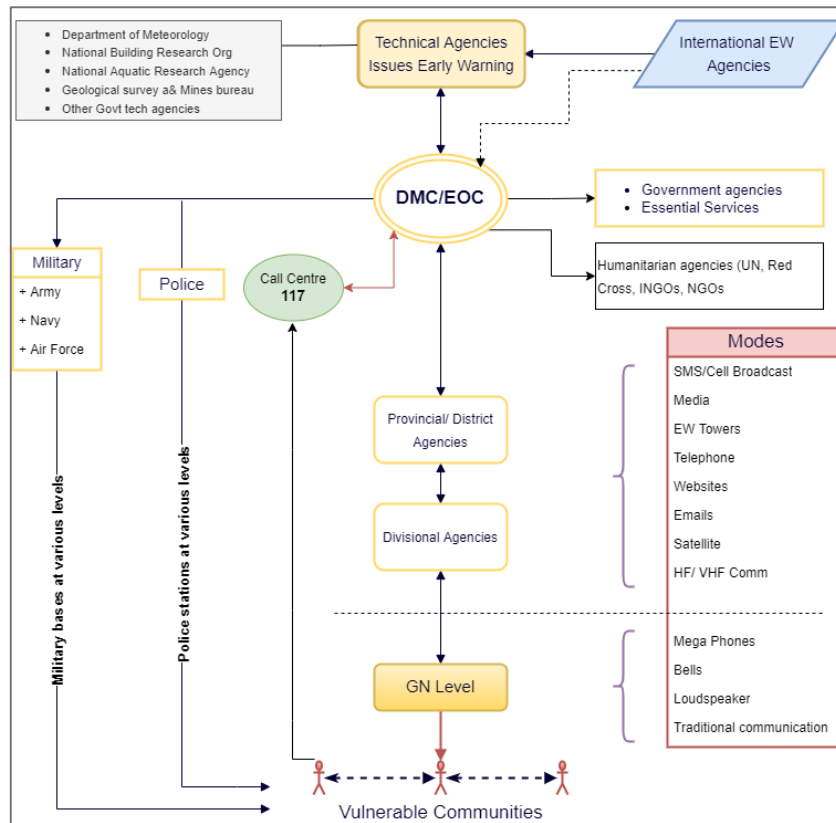 Department of Meteorology
National Building Research Org
National Aquatic Research Agency
Geological survey a& Mines bureau
Other Govt tech agencies
Technical Agencies
Issues Early Warning
International EW
Agencies
DMC/EOC
Government agencies
Essential Services
Humanitarian agencies (UN, Red
Cross, INGOs, NGOs
Military
+ Army
+ Navy
+ Air Force
Police
Call Centre
117
Military bases at various levels
Police stations at various levels
Provincial/ District
Agencies
Divisional Agencies
GN Level
Vulnerable Communities
Modes
SMS/Cell Broadcast
Media
EW Towers
Telephone
Websites
Emails
Satellite
HF/ VHF Comm
Mega Phones
Bells
Loudspeaker
Traditional communication